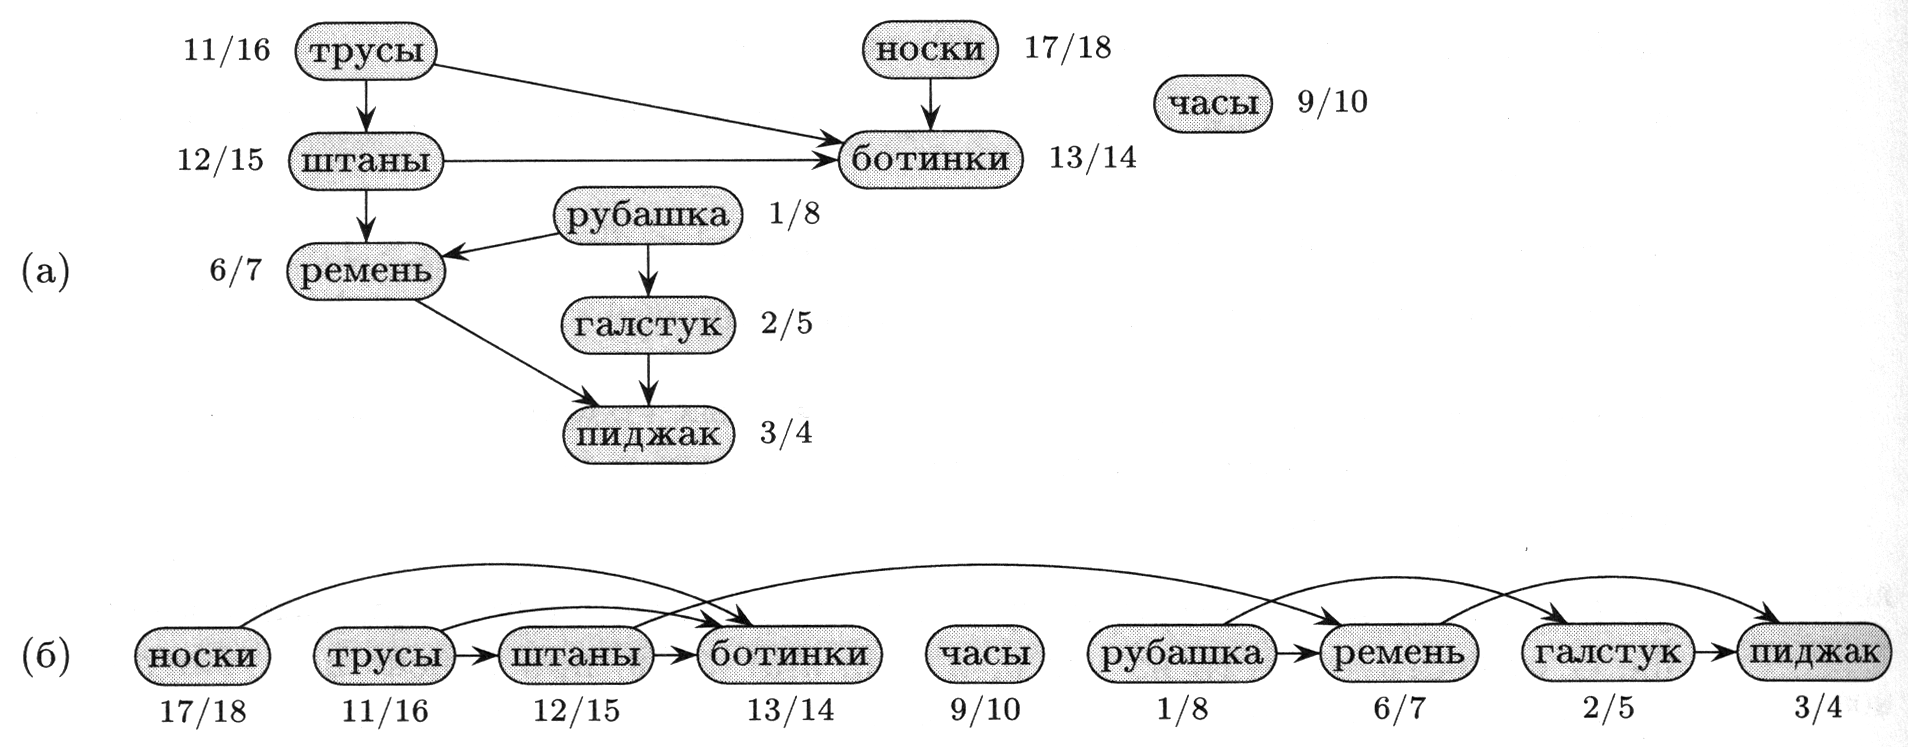 11/16 трусы носки 17/18
часы 9/10
12/15 штаны ботинки 13/14
рубашка 1/8
(а) 6/7 ремень
галстук 2/5
пиджак 3/4
(б) носки трусы штаны ботинки часы рубашка ремень галстук пиджак
17/18 11/16 12/15 13/14 9/10 1/8 6/7 2/5 3/4